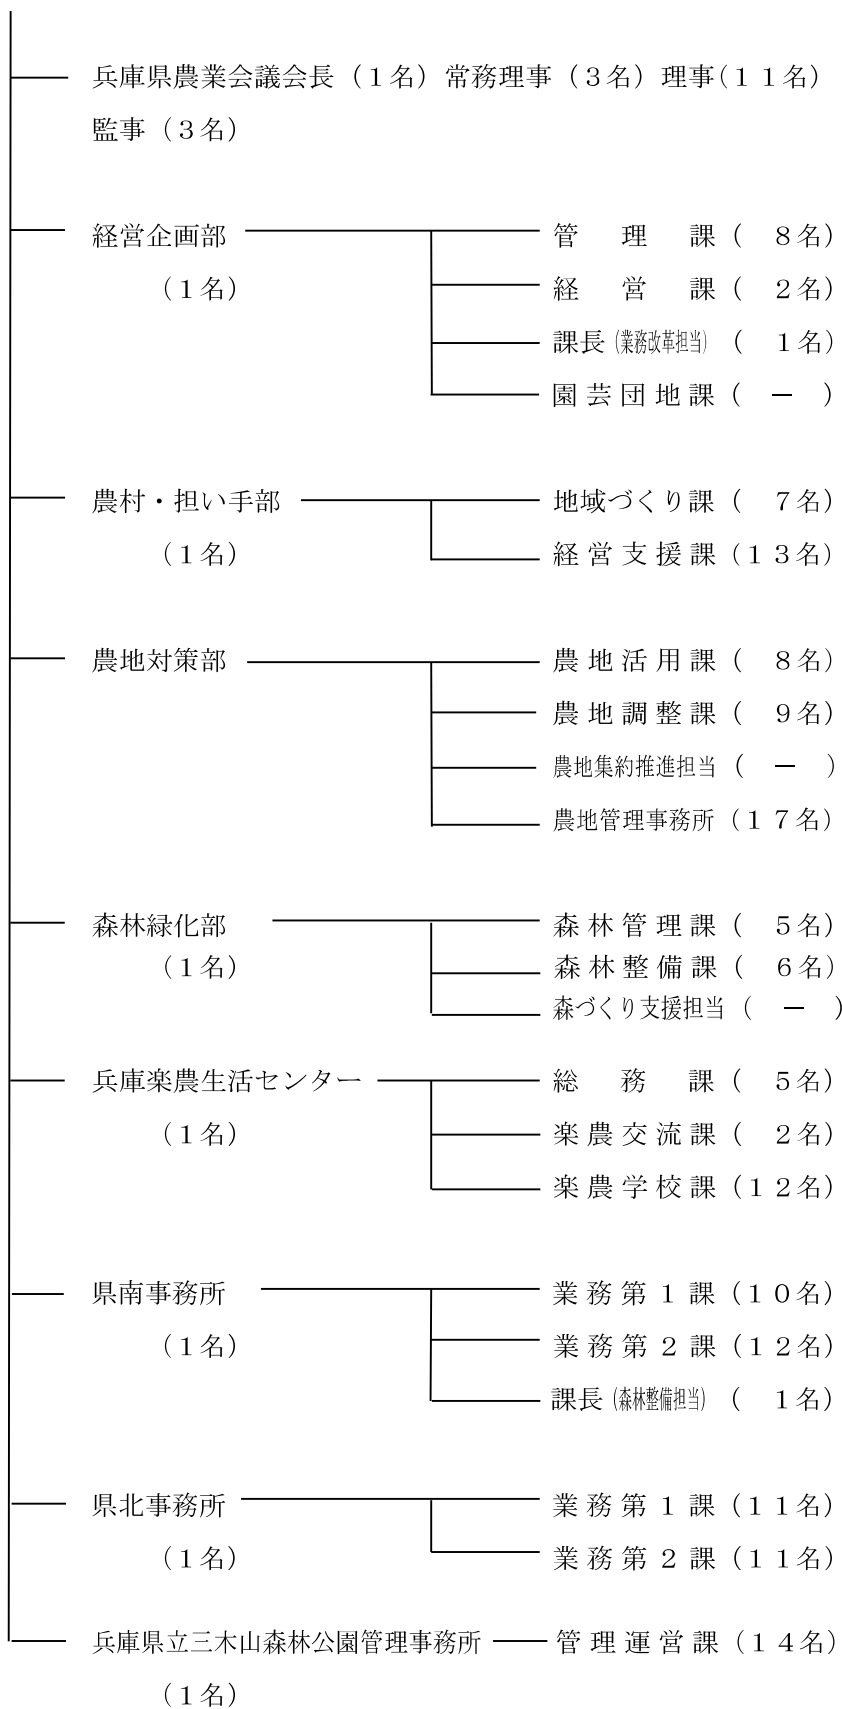 兵庫県農業会議会長（１名）常務理事（３名）理事（１１名）
監事（３名）
経営企画部 管理課（８名）
（１名） 経営課（２名）
課長（業務改革担当）（１名）
園芸団地課（－）
農村・担い手部 地域づくり課（７名）
（１名） 経営支援課（１３名）
農地対策部 農地活用課（８名）
農地調整課（９名）
農地集約推進担当（－）
農地管理事務所（１７名）
森林緑化部 森林管理課（５名）
（１名） 森林整備課（６名）
森づくり支援担当（－）
兵庫楽農生活センター 総務課（５名）
（１名） 楽農交流課（２名）
楽農学校課（１２名）
県南事務所 業務第１課（１０名）
（１名） 業務第２課（１２名）
課長（森林整備担当）（１名）
県北事務所 業務第１課（１１名）
（１名） 業務第２課（１１名）
兵庫県立三木山森林公園管理事務所 管理運営課（１４名）
（１名）